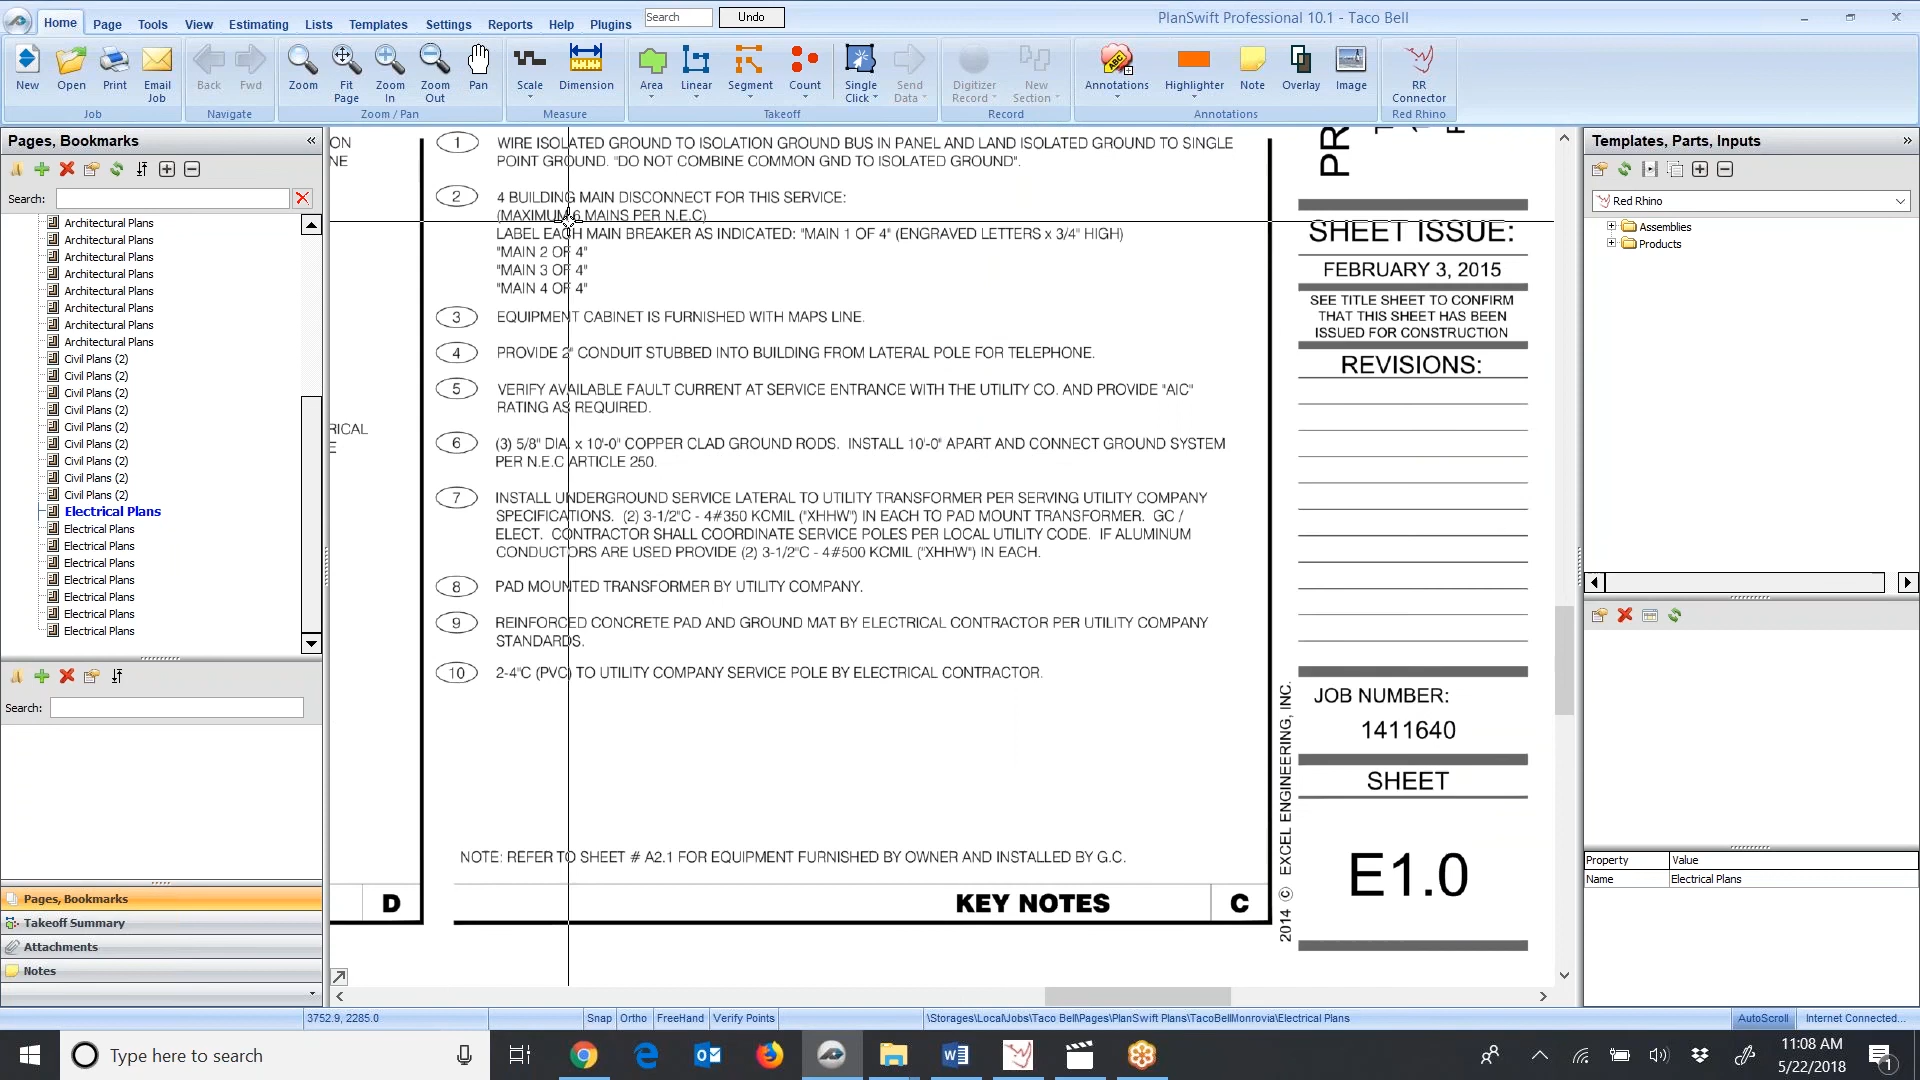 Home Page Tools View Estimating Lists Templates Settings Reports Help Plugins Search Undo PlanSwift Professional 10.1 - Taco Bell
New Open Print Email Job
Back Fwd
Zoom Fit Page Zoom In Zoom Out Pan
Scale Dimension
Area Linear Segment Count Single Click Send Data
Digitizer Record New Section
Annotations Highlighter Note Overlay Image RR Connector
Job Navigate Zoom / Pan Measure Takeoff Record Annotations Red Rhino
Pages, Bookmarks
Search:
Architectural Plans
Architectural Plans
Architectural Plans
Architectural Plans
Architectural Plans
Architectural Plans
Architectural Plans
Architectural Plans
Civil Plans (2)
Civil Plans (2)
Civil Plans (2)
Civil Plans (2)
Civil Plans (2)
Civil Plans (2)
Civil Plans (2)
Civil Plans (2)
Civil Plans (2)
Electrical Plans
Electrical Plans
Electrical Plans
Electrical Plans
Electrical Plans
Electrical Plans
Electrical Plans
Electrical Plans
Search:
Pages, Bookmarks
Takeoff Summary
Attachments
Notes
ON
NE
RICAL
E
D
1 WIRE ISOLATED GROUND TO ISOLATION GROUND BUS IN PANEL AND LAND ISOLATED GROUND TO SINGLE
POINT GROUND. "DO NOT COMBINE COMMON GND TO ISOLATED GROUND".
2 4 BUILDING MAIN DISCONNECT FOR THIS SERVICE:
(MAXIMUM 6 MAINS PER N.E.C)
LABEL EACH MAIN BREAKER AS INDICATED: "MAIN 1 OF 4" (ENGRAVED LETTERS x 3/4" HIGH)
"MAIN 2 OF 4"
"MAIN 3 OF 4"
"MAIN 4 OF 4"
3 EQUIPMENT CABINET IS FURNISHED WITH MAPS LINE.
4 PROVIDE 2" CONDUIT STUBBED INTO BUILDING FROM LATERAL POLE FOR TELEPHONE.
5 VERIFY AVAILABLE FAULT CURRENT AT SERVICE ENTRANCE WITH THE UTILITY CO. AND PROVIDE "AIC"
RATING AS REQUIRED.
6 (3) 5/8" DIA. x 10'-0" COPPER CLAD GROUND RODS. INSTALL 10'-0" APART AND CONNECT GROUND SYSTEM
PER N.E.C ARTICLE 250.
7 INSTALL UNDERGROUND SERVICE LATERAL TO UTILITY TRANSFORMER PER SERVING UTILITY COMPANY
SPECIFICATIONS. (2) 3-1/2"C - 4#350 KCMIL ("XHHW") IN EACH TO PAD MOUNT TRANSFORMER. GC /
ELECT. CONTRACTOR SHALL COORDINATE SERVICE POLES PER LOCAL UTILITY CODE. IF ALUMINUM
CONDUCTORS ARE USED PROVIDE (2) 3-1/2"C - 4#500 KCMIL ("XHHW") IN EACH.
8 PAD MOUNTED TRANSFORMER BY UTILITY COMPANY.
9 REINFORCED CONCRETE PAD AND GROUND MAT BY ELECTRICAL CONTRACTOR PER UTILITY COMPANY
STANDARDS.
10 2-4"C (PVC) TO UTILITY COMPANY SERVICE POLE BY ELECTRICAL CONTRACTOR.
NOTE: REFER TO SHEET # A2.1 FOR EQUIPMENT FURNISHED BY OWNER AND INSTALLED BY G.C.
KEY NOTES C
2014 © EXCEL ENGINEERING, INC.
PR
SHEET ISSUE:
FEBRUARY 3, 2015
SEE TITLE SHEET TO CONFIRM
THAT THIS SHEET HAS BEEN
ISSUED FOR CONSTRUCTION
REVISIONS:
JOB NUMBER:
1411640
SHEET
E1.0
Templates, Parts, Inputs
Red Rhino
Assemblies
Products
Property Value
Name Electrical Plans
3752.9, 2285.0 Snap Ortho FreeHand Verify Points \Storages\Local\Jobs\Taco Bell\Pages\PlanSwift Plans\TacoBellMonrovia\Electrical Plans AutoScroll Internet Connected...
Type here to search
11:08 AM
5/22/2018
1